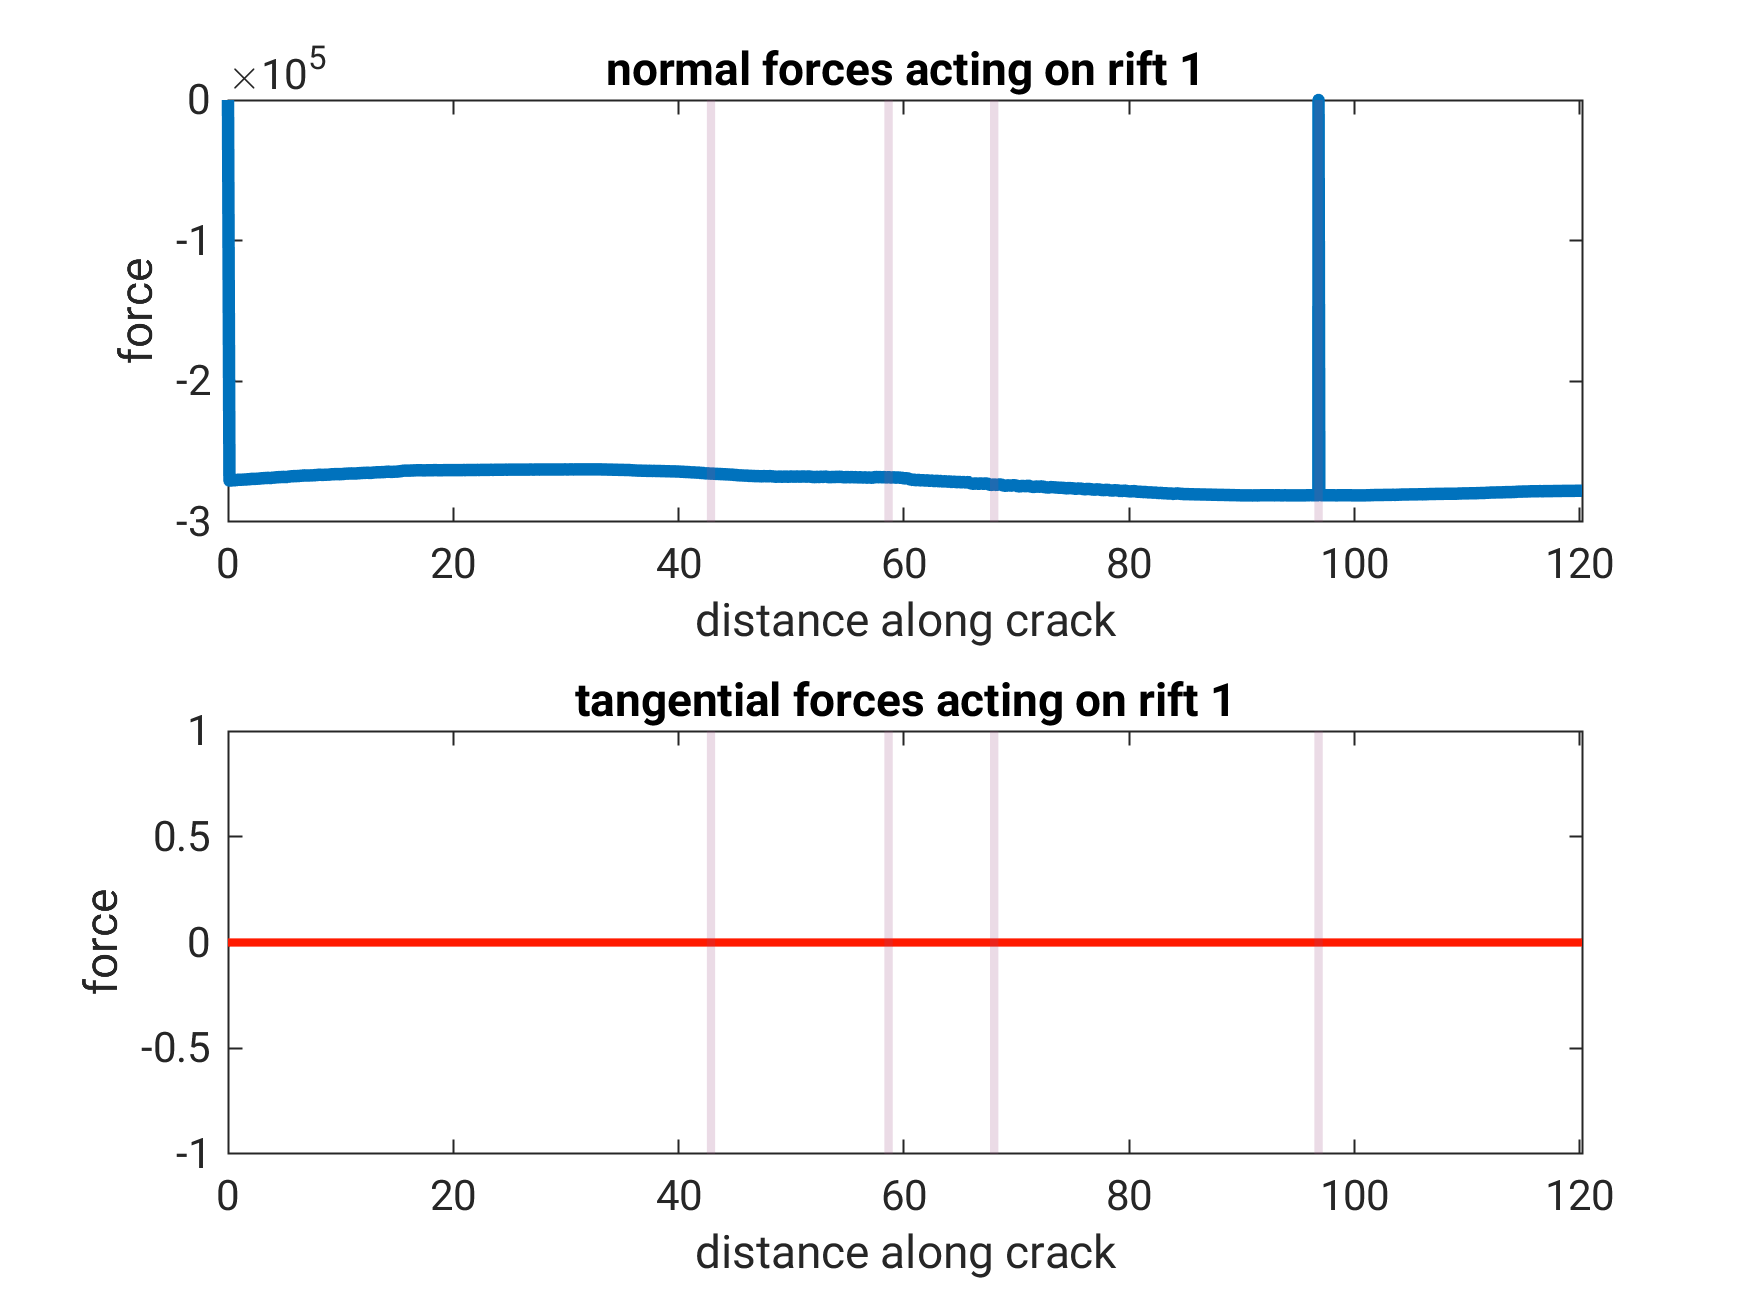 ×10^5
normal forces acting on rift 1
0
-1
-2
-3
force
0 20 40 60 80 100 120
distance along crack
tangential forces acting on rift 1
1
0.5
0
-0.5
-1
force
0 20 40 60 80 100 120
distance along crack